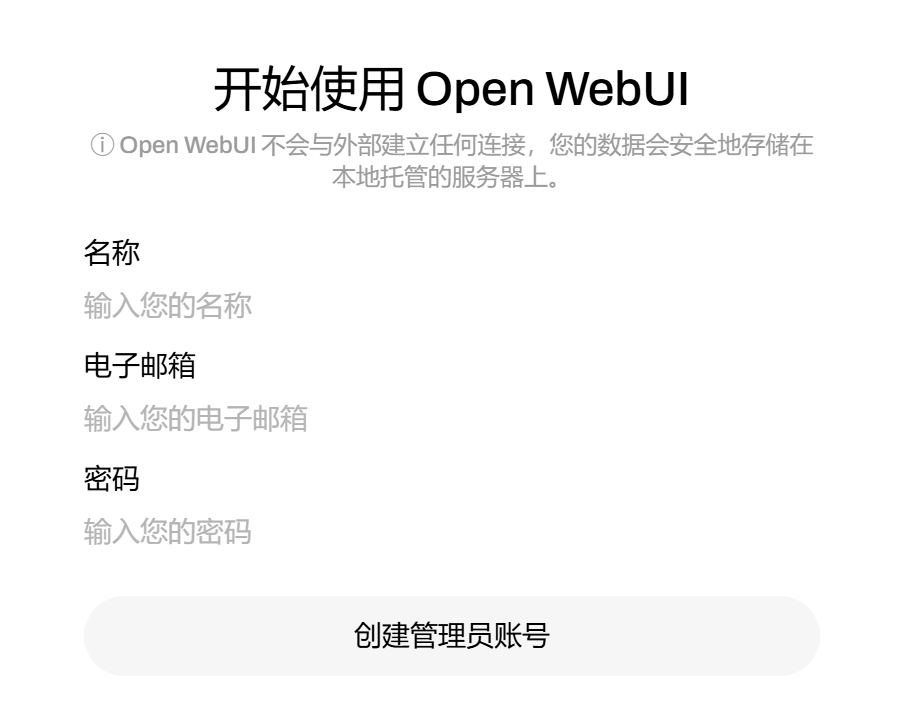 开始使用 Open WebUI
ⓘ Open WebUI 不会与外部建立任何连接，您的数据会安全地存储在
本地托管的服务器上。
名称
输入您的名称
电子邮箱
输入您的电子邮箱
密码
输入您的密码
创建管理员账号